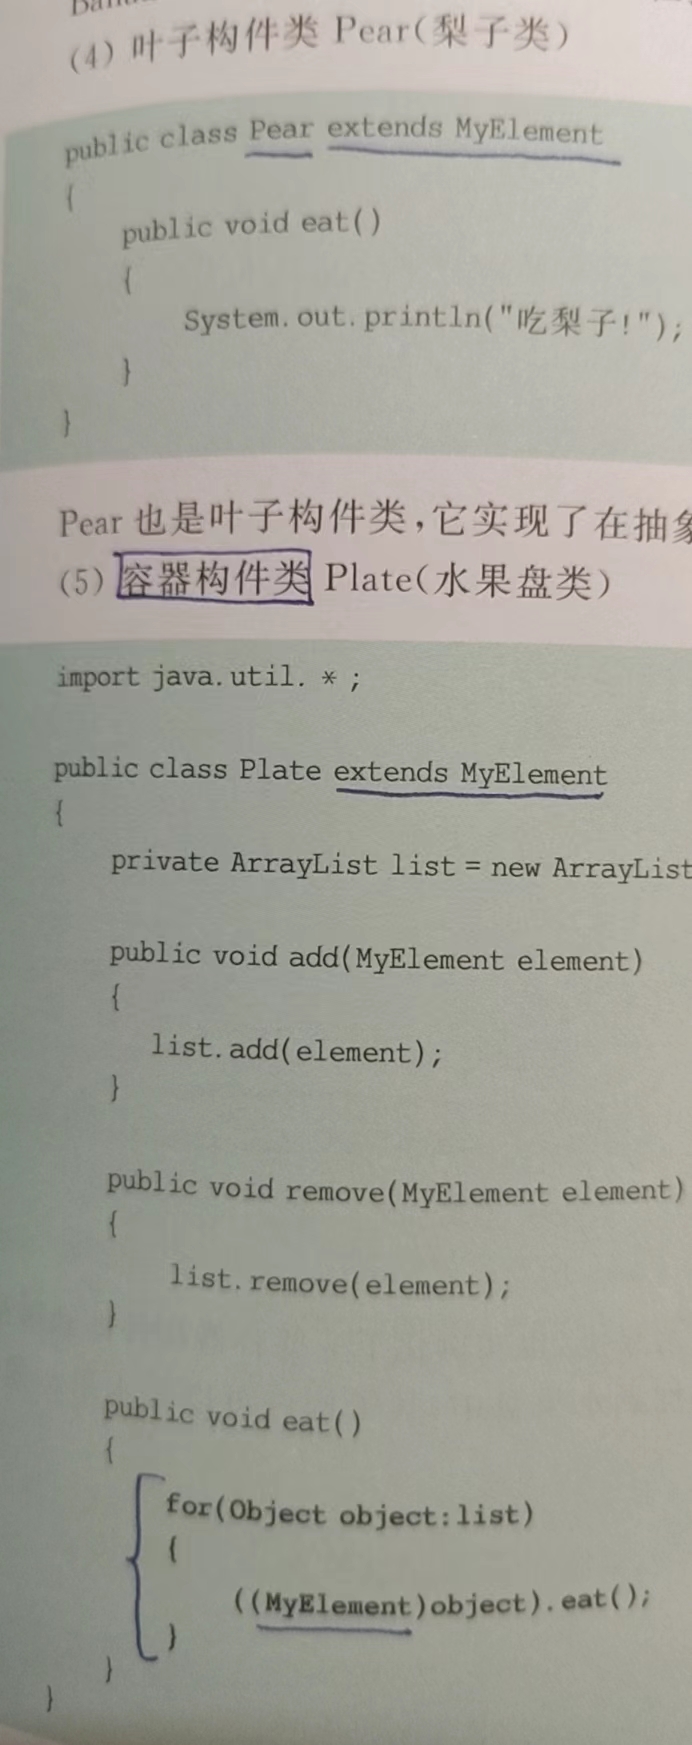 (4) 叶子构件类 Pear(梨子类)
public class Pear extends MyElement
{
public void eat()
{
System.out.println("吃梨子!");
}
}
Pear 也是叶子构件类,它实现了在抽象
(5) 容器构件类 Plate(水果盘类)
import java.util.*;
public class Plate extends MyElement
{
private ArrayList list = new ArrayList
public void add(MyElement element)
{
list.add(element);
}
public void remove(MyElement element)
{
list.remove(element);
}
public void eat()
{
for(Object object:list)
{
((MyElement)object).eat();
}
}
}